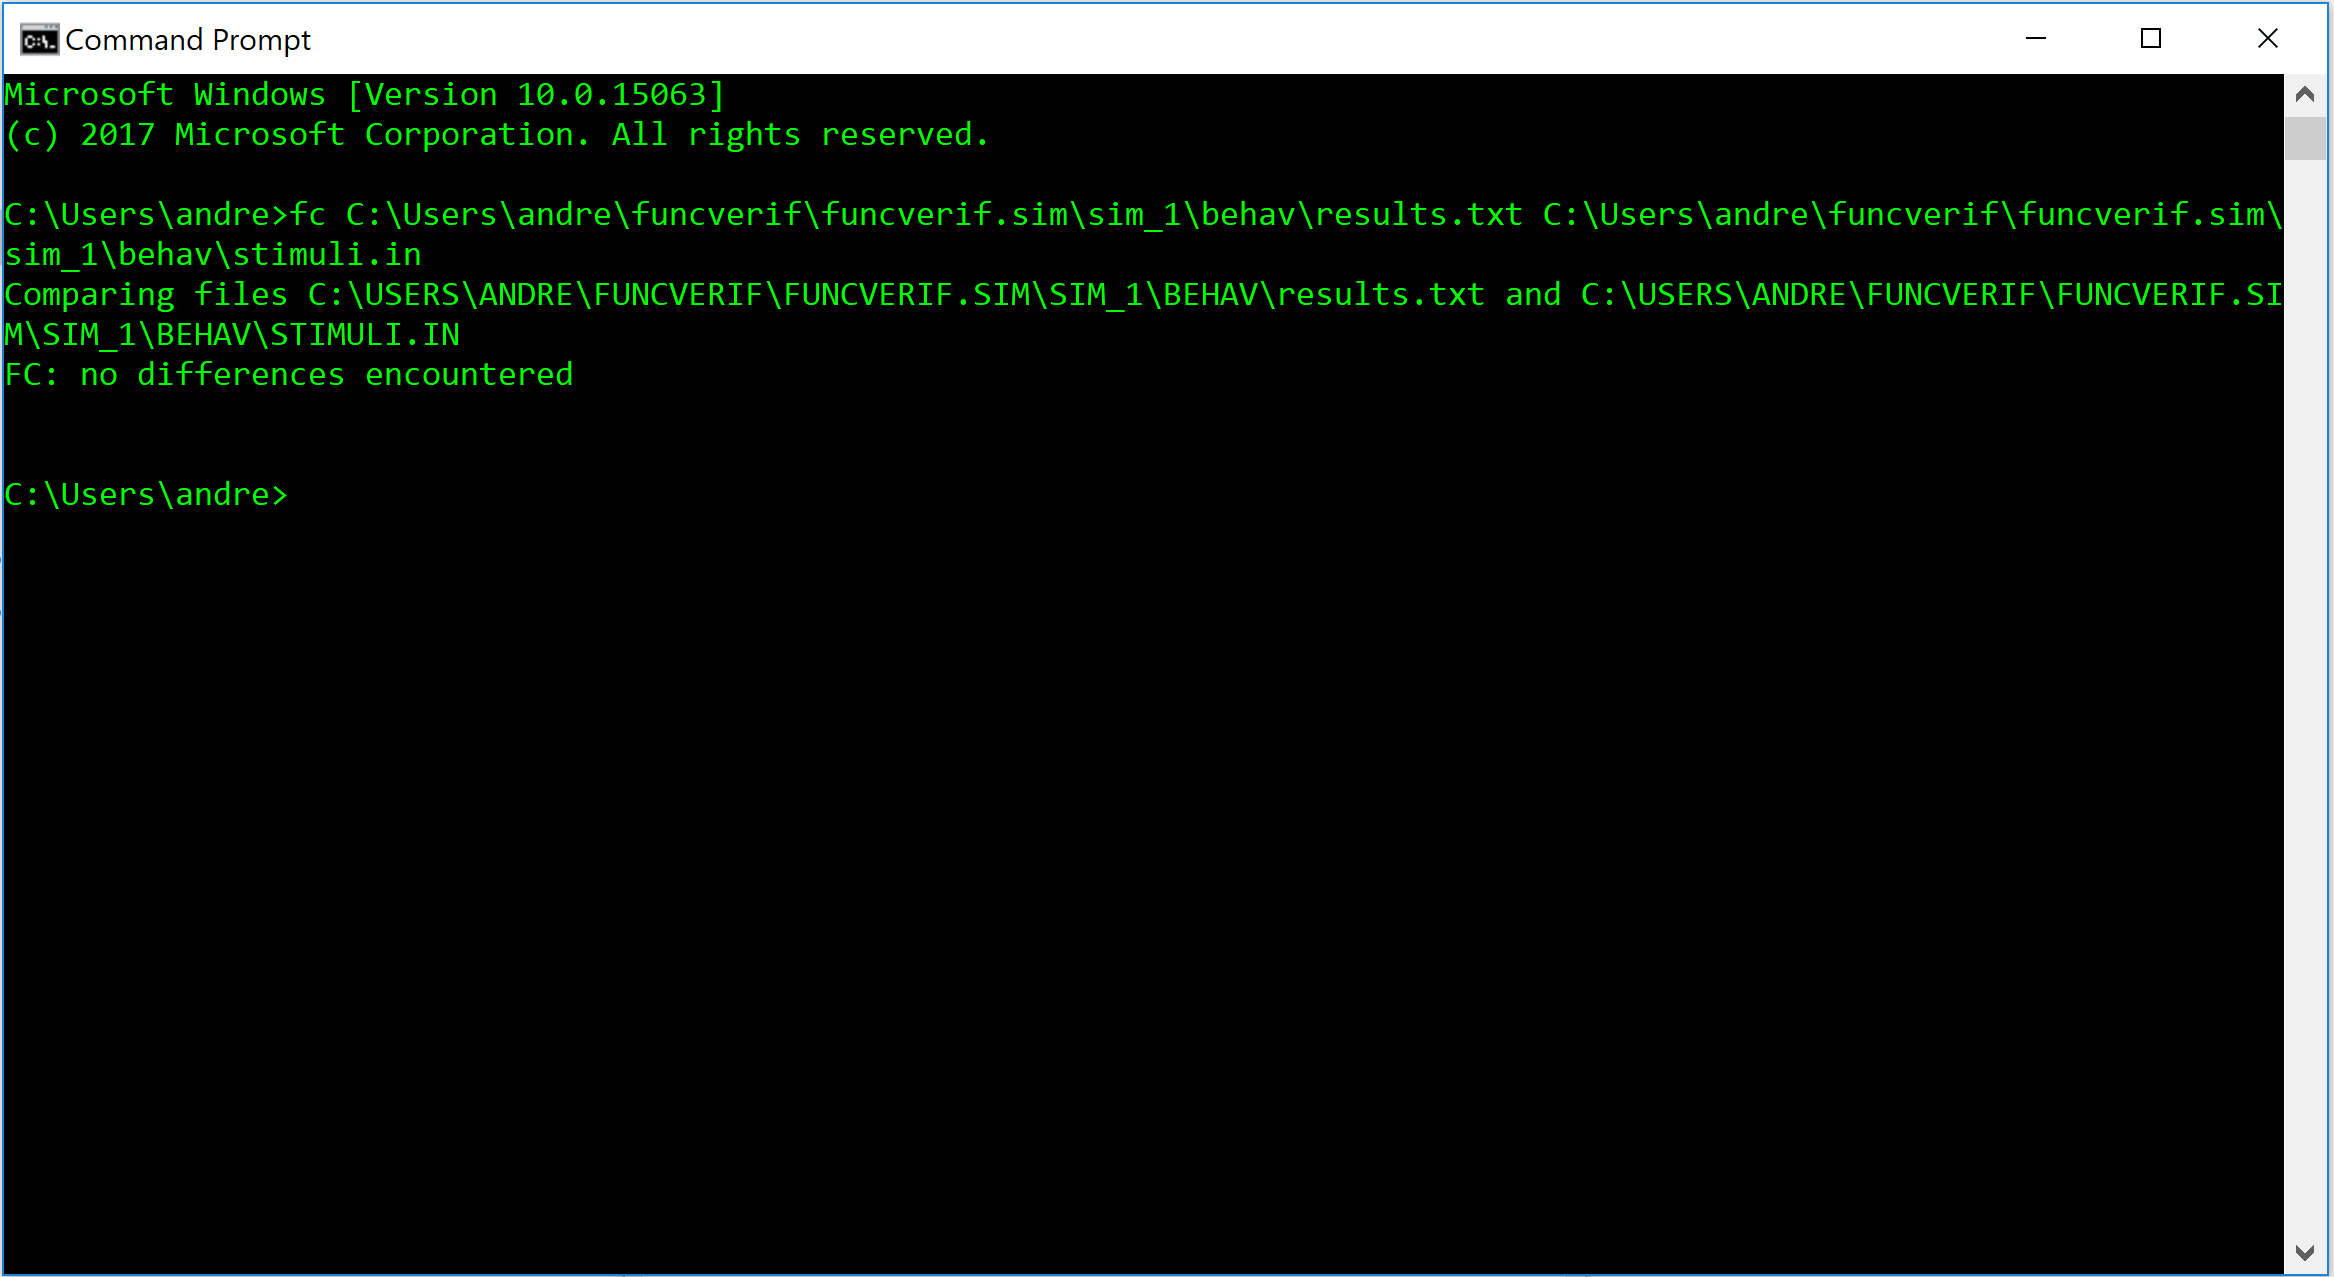 Command Prompt
Microsoft Windows [Version 10.0.15063]
(c) 2017 Microsoft Corporation. All rights reserved.
C:\Users\andre>fc C:\Users\andre\funcverif\funcverif.sim\sim_1\behav\results.txt C:\Users\andre\funcverif\funcverif.sim\
sim_1\behav\stimuli.in
Comparing files C:\USERS\ANDRE\FUNCVERIF\FUNCVERIF.SIM\SIM_1\BEHAV\results.txt and C:\USERS\ANDRE\FUNCVERIF\FUNCVERIF.SI
M\SIM_1\BEHAV\STIMULI.IN
FC: no differences encountered
C:\Users\andre>